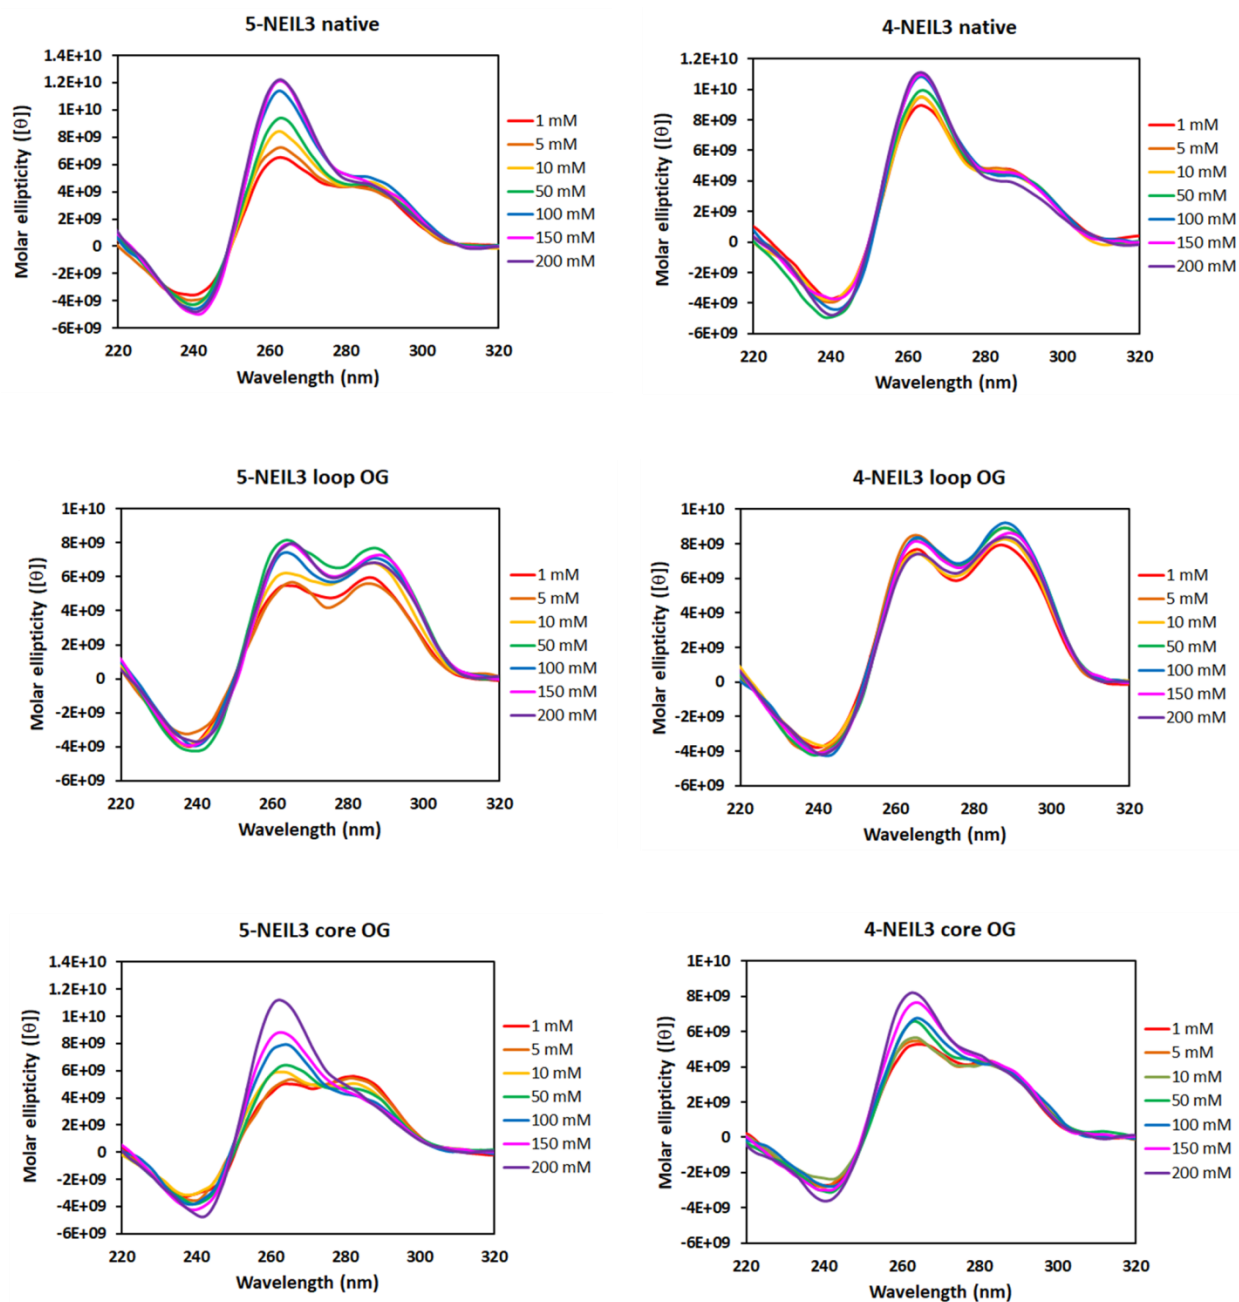 5-NEIL3 native
Molar ellipticity ([θ])
1.4E+10
1.2E+10
1E+10
8E+09
6E+09
4E+09
2E+09
0
-2E+09
-4E+09
-6E+09
220 240 260 280 300 320
Wavelength (nm)
1 mM
5 mM
10 mM
50 mM
100 mM
150 mM
200 mM
4-NEIL3 native
Molar ellipticity ([θ])
1.2E+10
1E+10
8E+09
6E+09
4E+09
2E+09
0
-2E+09
-4E+09
-6E+09
220 240 260 280 300 320
Wavelength (nm)
1 mM
5 mM
10 mM
50 mM
100 mM
150 mM
200 mM
5-NEIL3 loop OG
Molar ellipticity ([θ])
1E+10
8E+09
6E+09
4E+09
2E+09
0
-2E+09
-4E+09
-6E+09
220 240 260 280 300 320
Wavelength (nm)
1 mM
5 mM
10 mM
50 mM
100 mM
150 mM
200 mM
4-NEIL3 loop OG
Molar ellipticity ([θ])
1E+10
8E+09
6E+09
4E+09
2E+09
0
-2E+09
-4E+09
-6E+09
220 240 260 280 300 320
Wavelength (nm)
1 mM
5 mM
10 mM
50 mM
100 mM
150 mM
200 mM
5-NEIL3 core OG
Molar ellipticity ([θ])
1.4E+10
1.2E+10
1E+10
8E+09
6E+09
4E+09
2E+09
0
-2E+09
-4E+09
-6E+09
220 240 260 280 300 320
Wavelength (nm)
1 mM
5 mM
10 mM
50 mM
100 mM
150 mM
200 mM
4-NEIL3 core OG
Molar ellipticity ([θ])
1E+10
8E+09
6E+09
4E+09
2E+09
0
-2E+09
-4E+09
-6E+09
220 240 260 280 300 320
Wavelength (nm)
1 mM
5 mM
10 mM
50 mM
100 mM
150 mM
200 mM